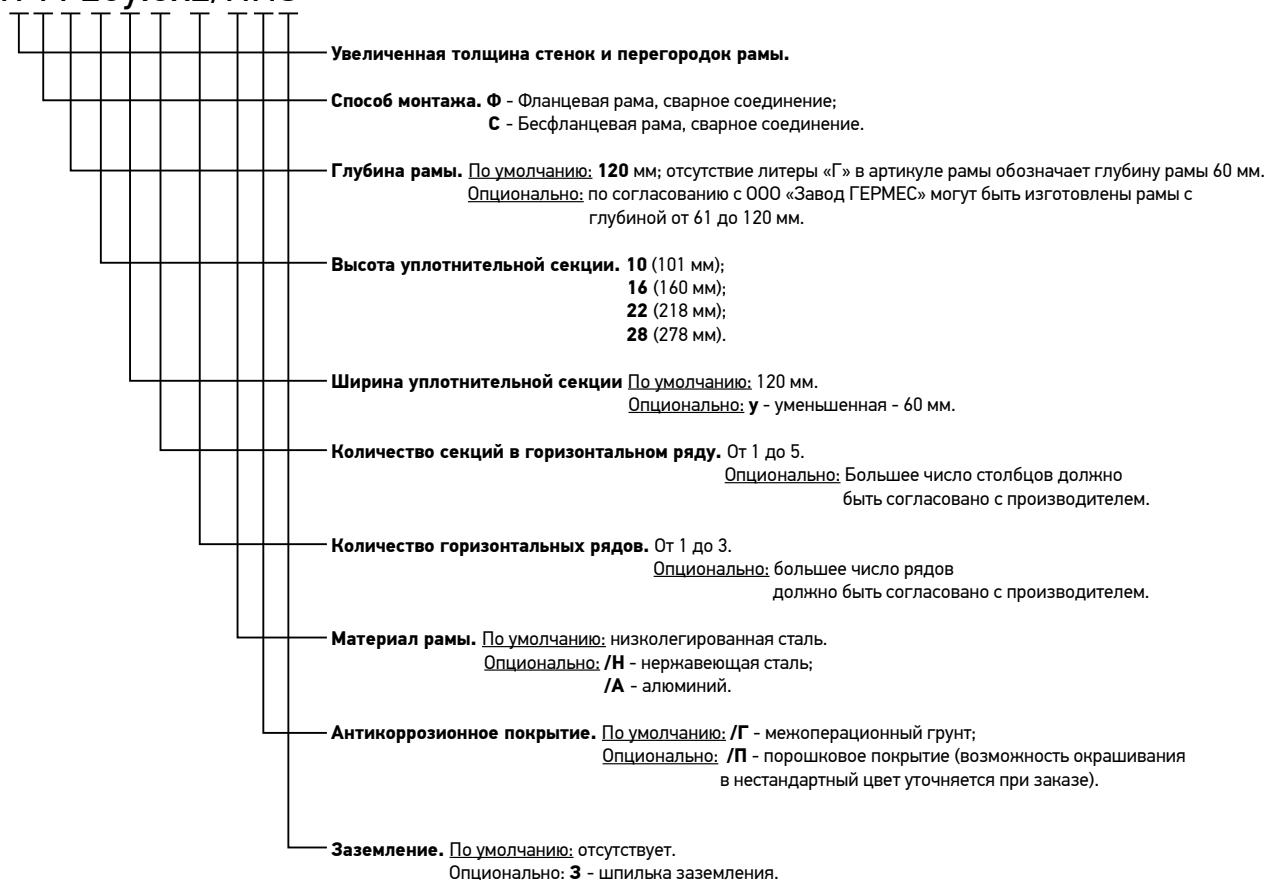 Увеличенная толщина стенок и перегородок рамы.
Способ монтажа. Ф - Фланцевая рама, сварное соединение;
С - Бесфланцевая рама, сварное соединение.
Глубина рамы. По умолчанию: 120 мм; отсутствие литеры «Г» в артикуле рамы обозначает глубину рамы 60 мм.
Опционально: по согласованию с ООО «Завод ГЕРМЕС» могут быть изготовлены рамы с
глубиной от 61 до 120 мм.
Высота уплотнительной секции. 10 (101 мм);
16 (160 мм);
22 (218 мм);
28 (278 мм).
Ширина уплотнительной секции По умолчанию: 120 мм.
Опционально: у - уменьшенная - 60 мм.
Количество секций в горизонтальном ряду. От 1 до 5.
Опционально: Большее число столбцов должно
быть согласовано с производителем.
Количество горизонтальных рядов. От 1 до 3.
Опционально: большее число рядов
должно быть согласовано с производителем.
Материал рамы. По умолчанию: низколегированная сталь.
Опционально: /Н - нержавеющая сталь;
/А - алюминий.
Антикоррозионное покрытие. По умолчанию: /Г - межоперационный грунт;
Опционально: /П - порошковое покрытие (возможность окрашивания
в нестандартный цвет уточняется при заказе).
Заземление. По умолчанию: отсутствует.
Опционально: З - шпилька заземления.